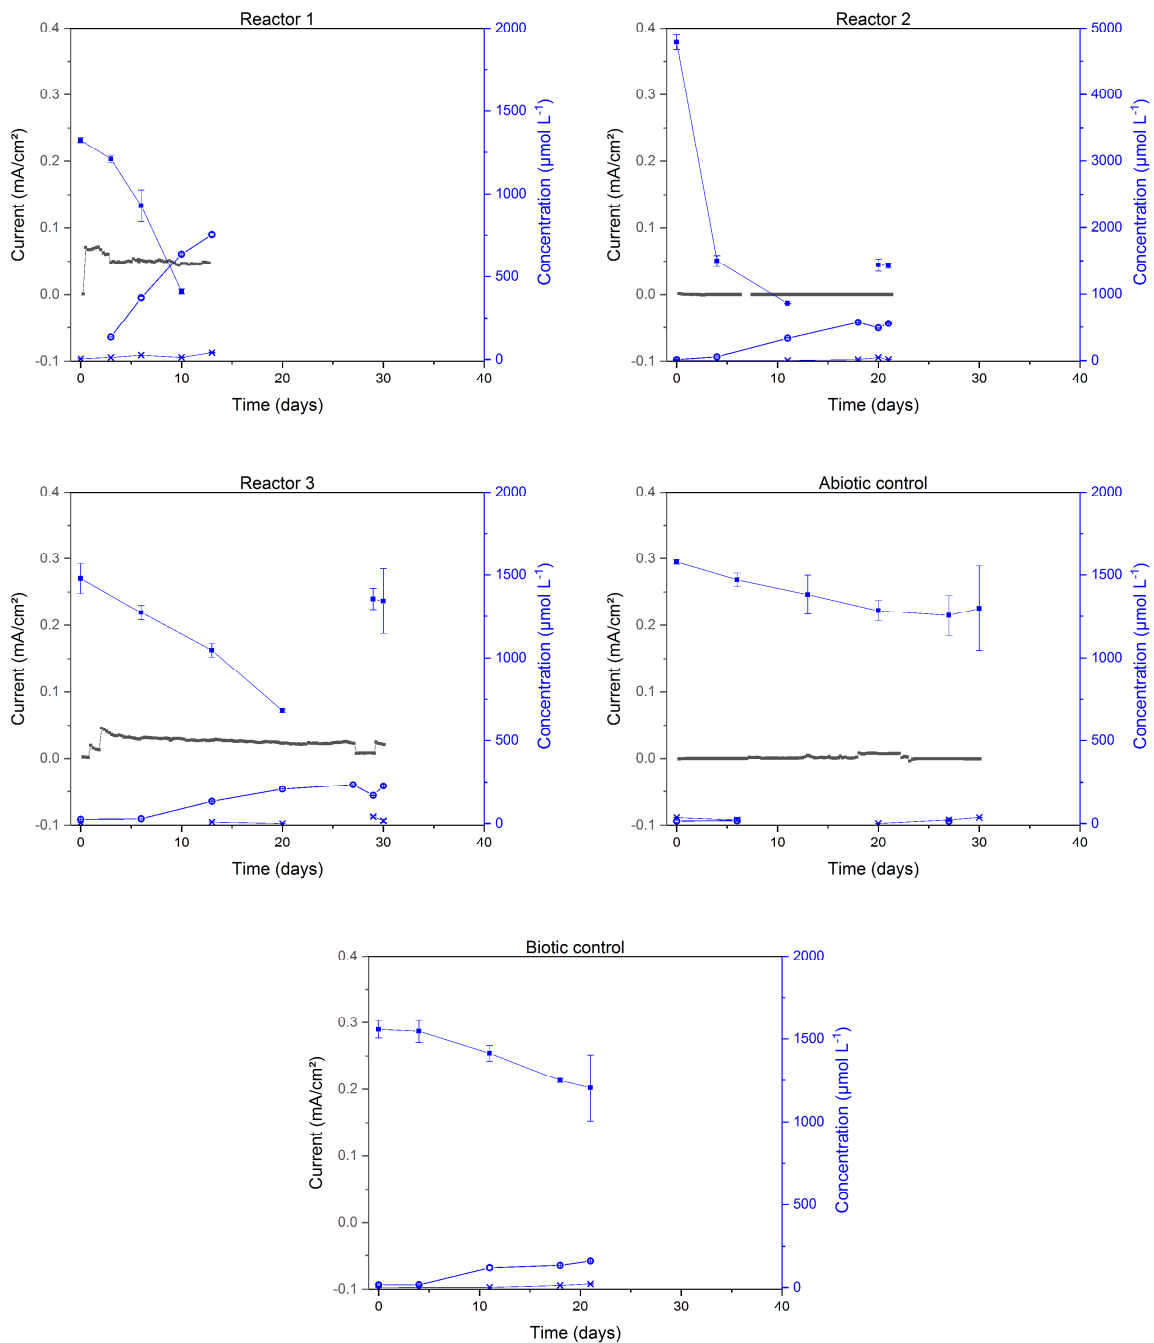 Reactor 1
0.4
0.3
0.2
0.1
0.0
-0.1
Current (mA/cm²)
2000
1500
1000
500
0
Concentration (µmol L⁻¹)
0 10 20 30 40
Time (days)
Reactor 2
0.4
0.3
0.2
0.1
0.0
-0.1
Current (mA/cm²)
5000
4000
3000
2000
1000
0
Concentration (µmol L⁻¹)
0 10 20 30 40
Time (days)
Reactor 3
0.4
0.3
0.2
0.1
0.0
-0.1
Current (mA/cm²)
2000
1500
1000
500
0
Concentration (µmol L⁻¹)
0 10 20 30 40
Time (days)
Abiotic control
0.4
0.3
0.2
0.1
0.0
-0.1
Current (mA/cm²)
2000
1500
1000
500
0
Concentration (µmol L⁻¹)
0 10 20 30 40
Time (days)
Biotic control
0.4
0.3
0.2
0.1
0.0
-0.1
Current (mA/cm²)
2000
1500
1000
500
0
Concentration (µmol L⁻¹)
0 10 20 30 40
Time (days)